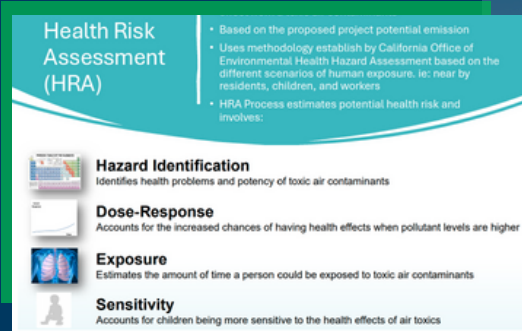 Health Risk
Assessment
(HRA)
• Based on the proposed project potential emission
• Uses methodology establish by California Office of
Environmental Health Hazard Assessment based on the
different scenarios of human exposure. ie: near by
residents, children, and workers
• HRA Process estimates potential health risk and
involves:
Hazard Identification
Identifies health problems and potency of toxic air contaminants
Dose-Response
Accounts for the increased chances of having health effects when pollutant levels are higher
Exposure
Estimates the amount of time a person could be exposed to toxic air contaminants
Sensitivity
Accounts for children being more sensitive to the health effects of air toxics